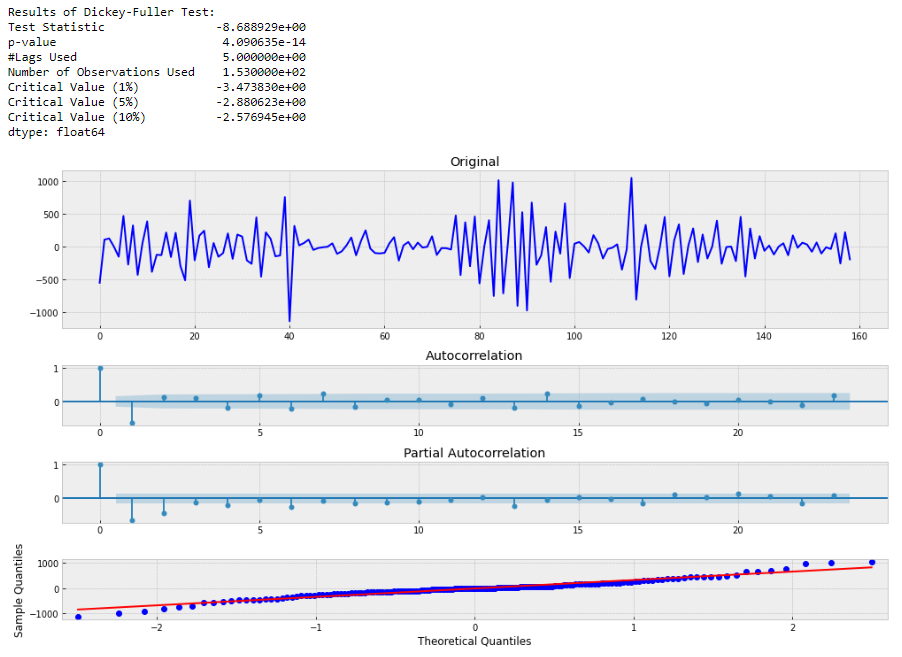 Results of Dickey-Fuller Test:
Test Statistic -8.688929e+00
p-value 4.090635e-14
#Lags Used 5.000000e+00
Number of Observations Used 1.530000e+02
Critical Value (1%) -3.473830e+00
Critical Value (5%) -2.880623e+00
Critical Value (10%) -2.576945e+00
dtype: float64
Original
1000
500
0
−500
−1000
0 20 40 60 80 100 120 140 160
Autocorrelation
1
0
0 5 10 15 20
Partial Autocorrelation
1
0
0 5 10 15 20
Sample Quantiles
1000
0
−1000
−2 −1 0 1 2
Theoretical Quantiles